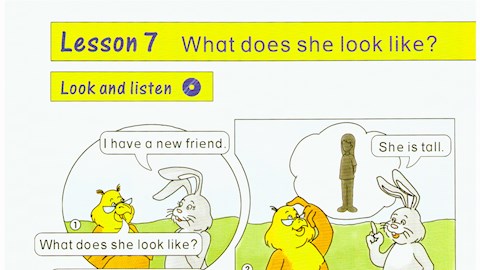 Lesson 7 What does she look like?
Look and listen
I have a new friend.
She is tall.
1
What does she look like?
2